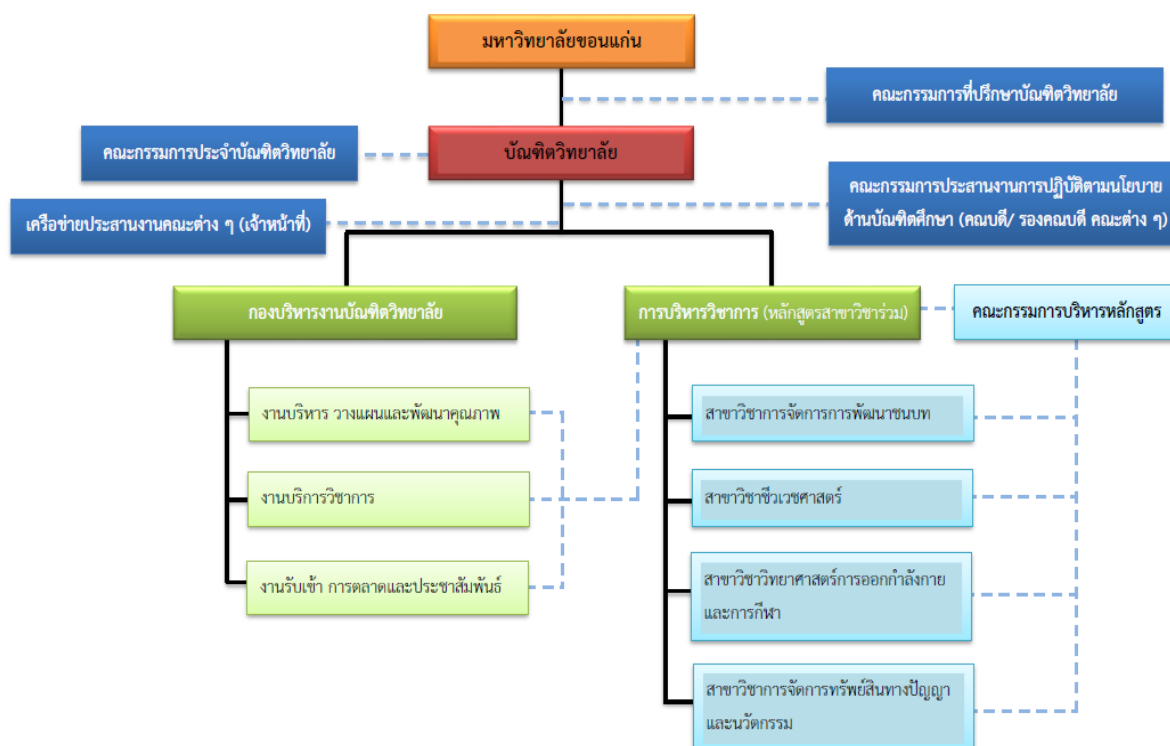 มหาวิทยาลัยขอนแก่น
คณะกรรมการที่ปรึกษาบัณฑิตวิทยาลัย
คณะกรรมการประจำบัณฑิตวิทยาลัย
บัณฑิตวิทยาลัย
คณะกรรมการประสานงานการปฏิบัติตามนโยบาย
ด้านบัณฑิตศึกษา (คณบดี/ รองคณบดี คณะต่าง ๆ)
เครือข่ายประสานงานคณะต่าง ๆ (เจ้าหน้าที่)
กองบริหารงานบัณฑิตวิทยาลัย
การบริหารวิชาการ (หลักสูตรสาขาวิชาร่วม)
คณะกรรมการบริหารหลักสูตร
งานบริหาร วางแผนและพัฒนาคุณภาพ
งานบริการวิชาการ
งานรับเข้า การตลาดและประชาสัมพันธ์
สาขาวิชาการจัดการการพัฒนาชนบท
สาขาวิชาชีวเวชศาสตร์
สาขาวิชาวิทยาศาสตร์การออกกำลังกาย
และการกีฬา
สาขาวิชาการจัดการทรัพย์สินทางปัญญา
และนวัตกรรม